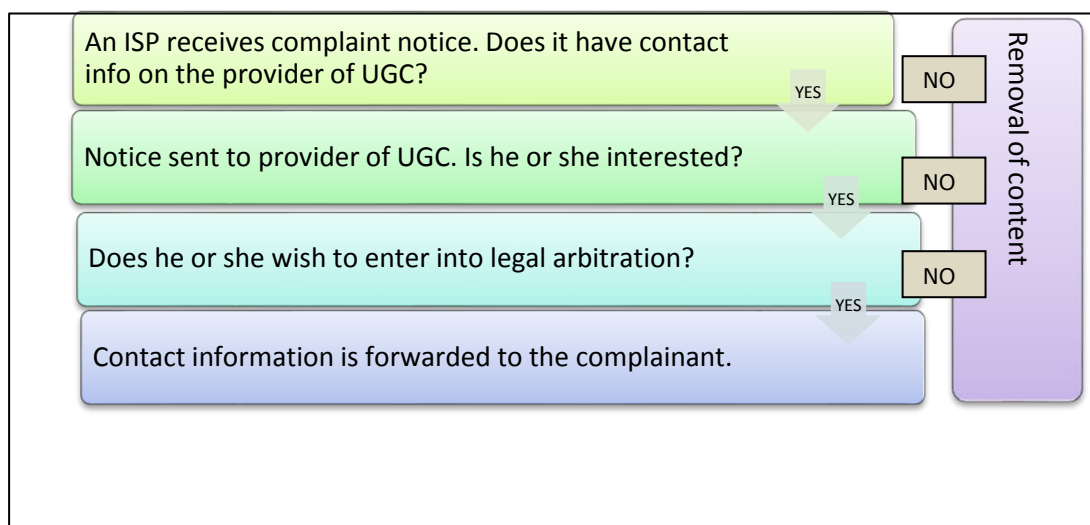 An ISP receives complaint notice. Does it have contact
info on the provider of UGC?
YES
NO
Notice sent to provider of UGC. Is he or she interested?
YES
NO
Does he or she wish to enter into legal arbitration?
YES
NO
Contact information is forwarded to the complainant.
Removal of content